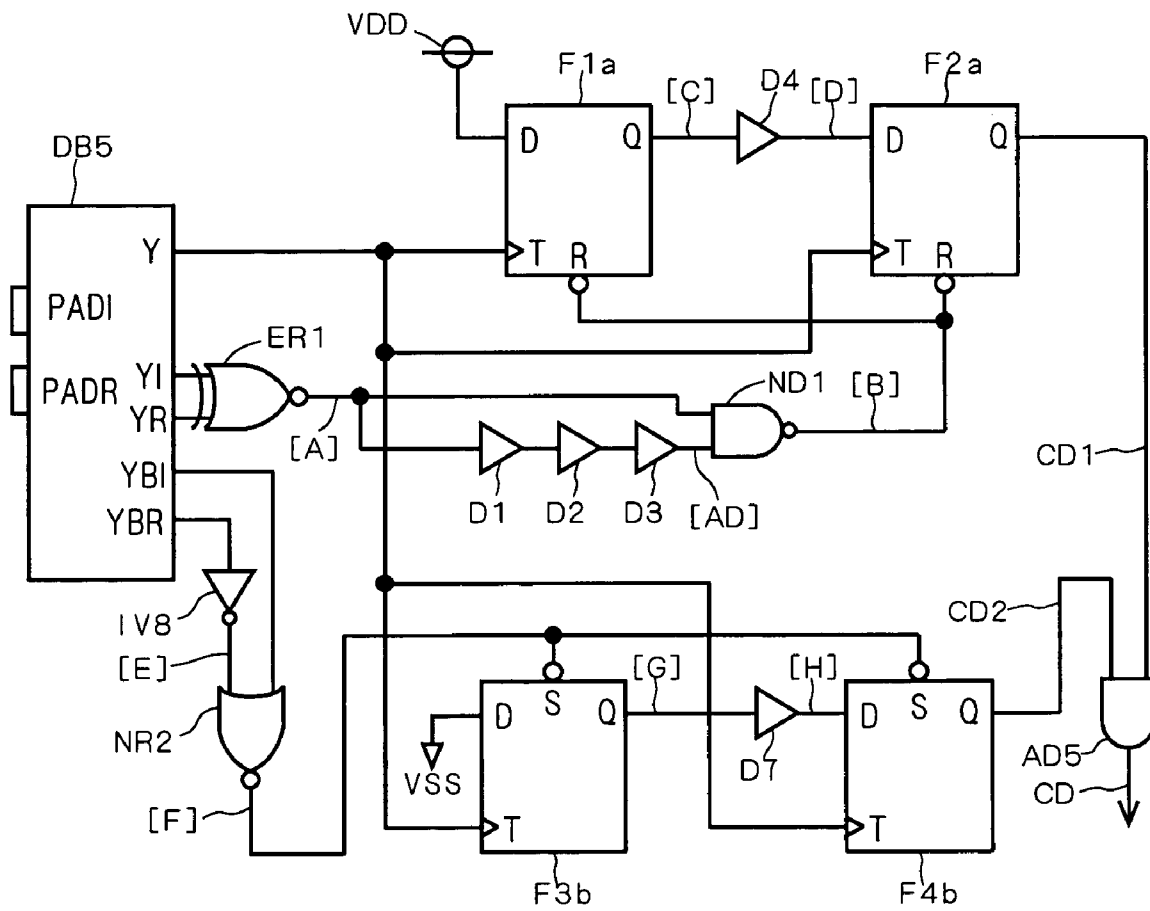 VDD
F1a
[C]
D4
[D]
F2a
D
Q
D
Q
DB5
Y
T
R
T
R
PADI
ER1
YI
PADR
YR
ND1
[B]
[A]
YBI
D1
D2
D3
[AD]
CD1
YBR
IV8
CD2
[E]
[G]
[H]
S
S
D
Q
D
Q
NR2
VSS
D7
AD5
CD
[F]
T
T
F3b
F4b